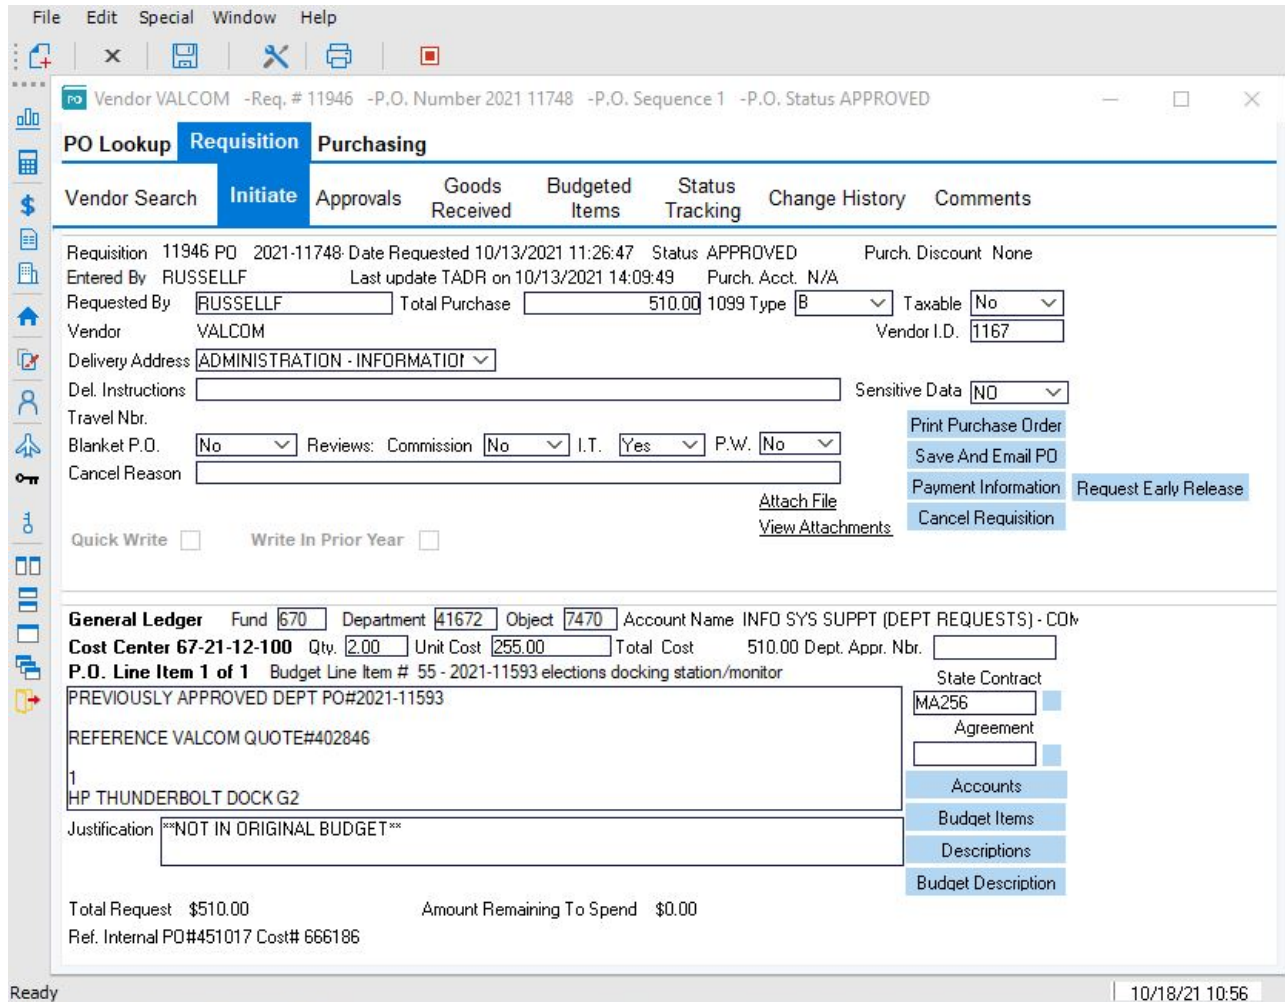 File Edit Special Window Help
PO Vendor VALCOM -Req. # 11946 -P.O. Number 2021 11748 -P.O. Sequence 1 -P.O. Status APPROVED
PO Lookup Requisition Purchasing
Vendor Search Initiate Approvals Goods Received Budgeted Items Status Tracking Change History Comments
Requisition 11946 PO 2021-11748- Date Requested 10/13/2021 11:26:47 Status APPROVED Purch. Discount None
Entered By RUSSELLF Last update TADR on 10/13/2021 14:09:49 Purch. Acct. N/A
Requested By RUSSELLF Total Purchase 510.00 1099 Type B Taxable No
Vendor VALCOM Vendor I.D. 1167
Delivery Address ADMINISTRATION - INFORMATION
Del. Instructions Sensitive Data NO
Travel Nbr.
Print Purchase Order
Blanket P.O. No Reviews: Commission No I.T. Yes P.W. No
Save And Email PO
Cancel Reason
Payment Information Request Early Release
Attach File
Cancel Requisition
View Attachments
Quick Write Write In Prior Year
General Ledger Fund 670 Department 41672 Object 7470 Account Name INFO SYS SUPPT (DEPT REQUESTS) - COM
Cost Center 67-21-12-100 Qty. 2.00 Unit Cost 255.00 Total Cost 510.00 Dept. Appr. Nbr.
P.O. Line Item 1 of 1 Budget Line Item # 55 - 2021-11593 elections docking station/monitor
State Contract
PREVIOUSLY APPROVED DEPT PO#2021-11593
MA256
Agreement
REFERENCE VALCOM QUOTE#402846
1
HP THUNDERBOLT DOCK G2
Accounts
Budget Items
Justification **NOT IN ORIGINAL BUDGET**
Descriptions
Budget Description
Total Request $510.00 Amount Remaining To Spend $0.00
Ref. Internal PO#451017 Cost# 666186
Ready 10/18/21 10:56